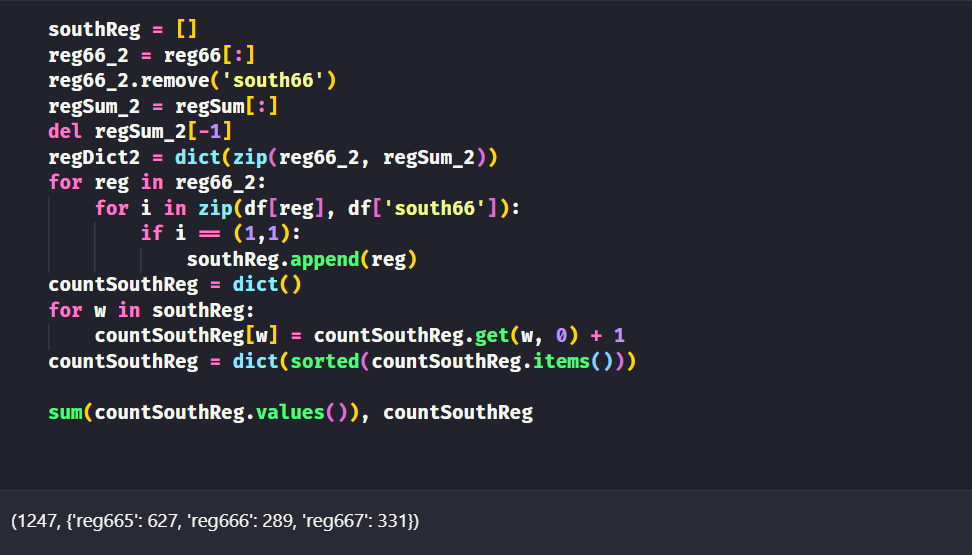 southReg = []
reg66_2 = reg66[:]
reg66_2.remove('south66')
regSum_2 = regSum[:]
del regSum_2[-1]
regDict2 = dict(zip(reg66_2, regSum_2))
for reg in reg66_2:
    for i in zip(df[reg], df['south66']):
        if i == (1,1):
            southReg.append(reg)
countSouthReg = dict()
for w in southReg:
    countSouthReg[w] = countSouthReg.get(w, 0) + 1
countSouthReg = dict(sorted(countSouthReg.items()))
sum(countSouthReg.values()), countSouthReg
(1247, {'reg665': 627, 'reg666': 289, 'reg667': 331})